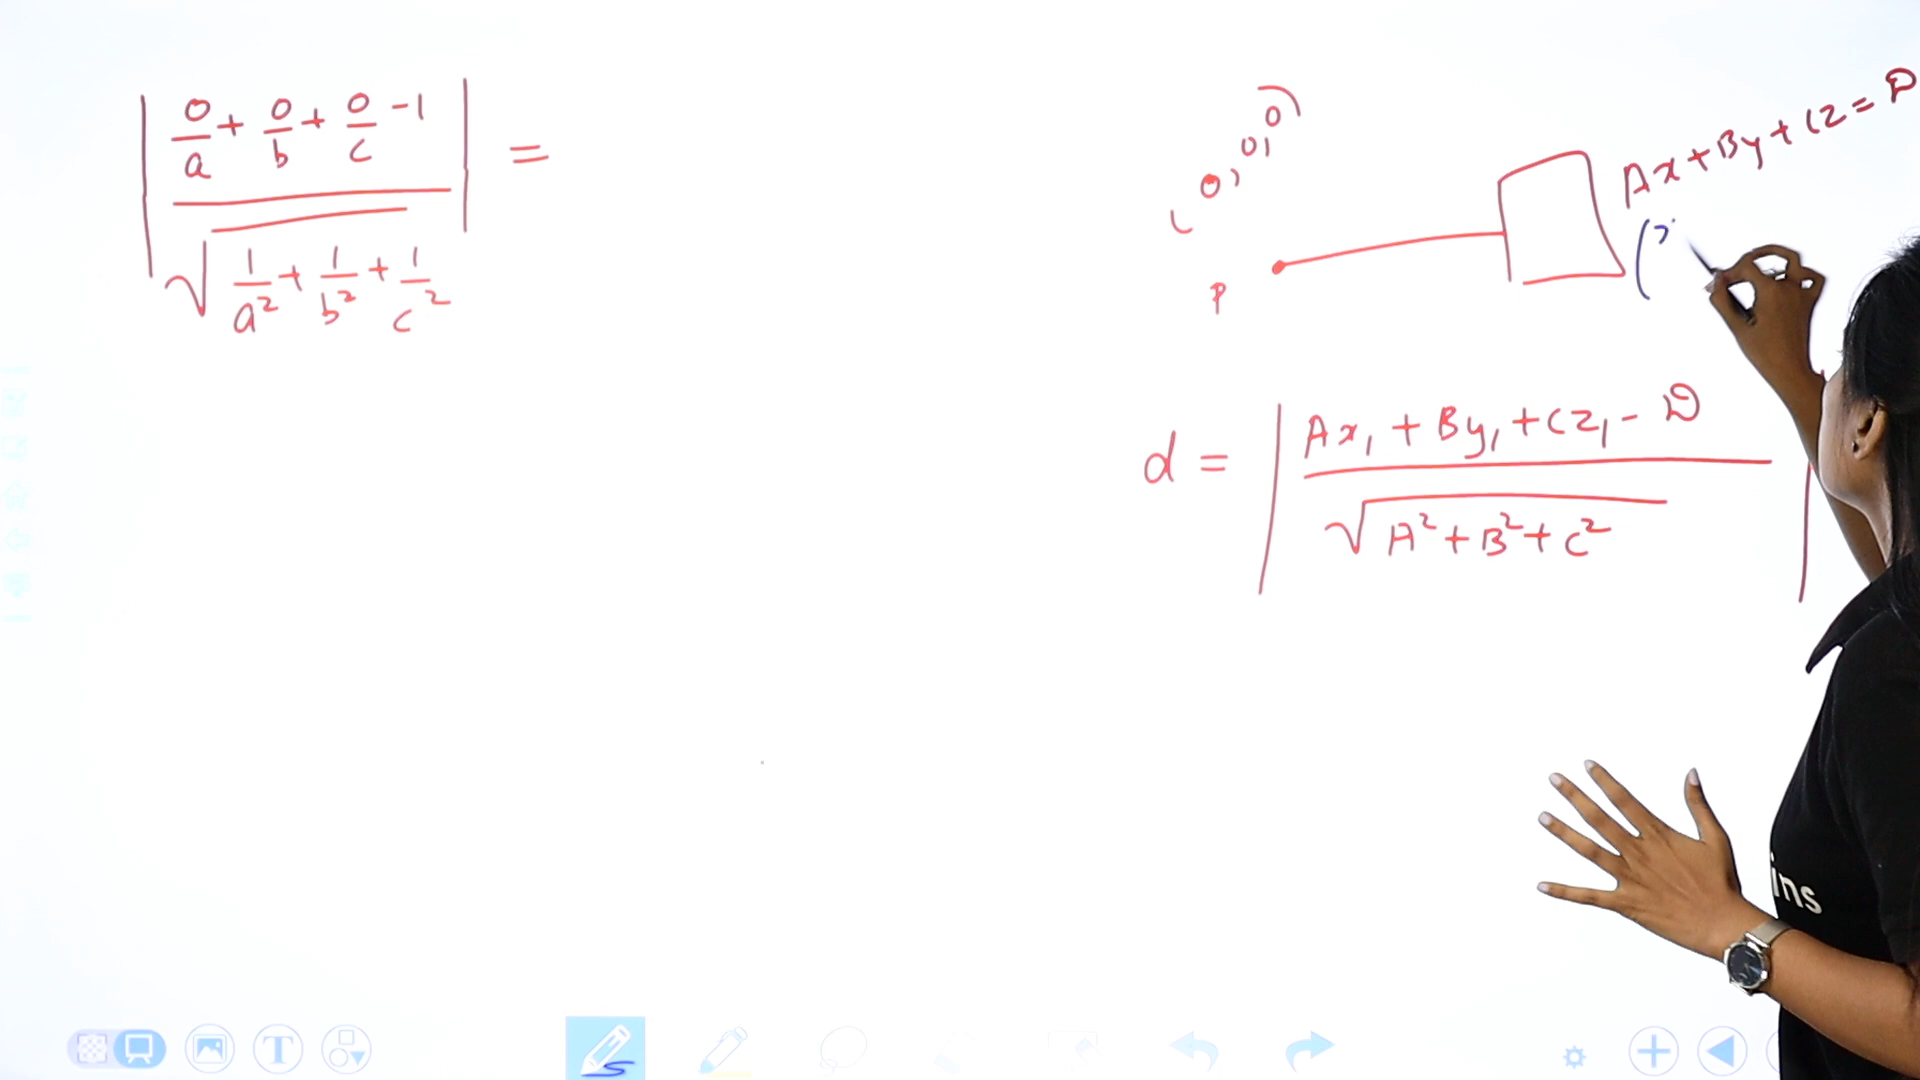 | (0/a + 0/b + 0/c - 1) / √(1/a² + 1/b² + 1/c²) | =
(0, 0, 0)
P
Ax + By + Cz = D
(x
d = | (Ax₁ + By₁ + Cz₁ - D) / √(A² + B² + C²) |
ins
T